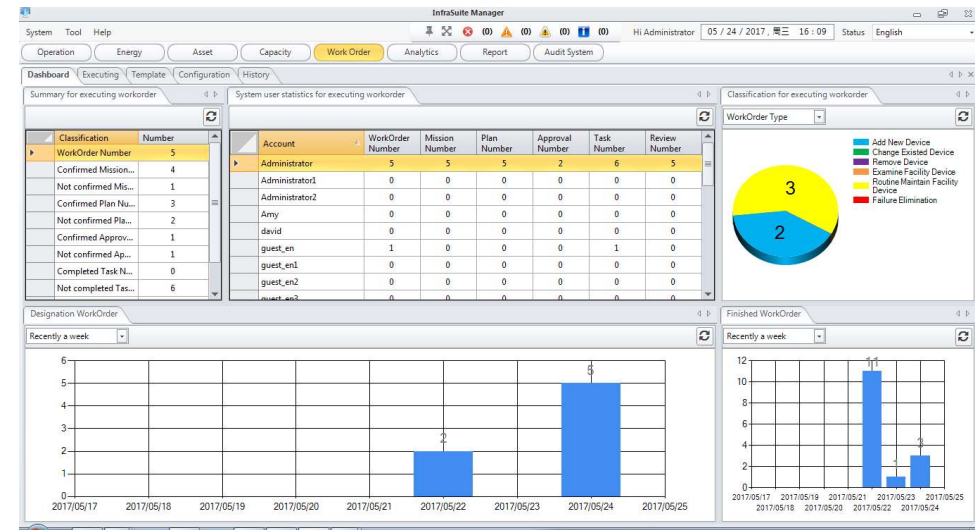 InfraSuite Manager
System Tool Help (0) (0) (0) (0) Hi Administrator 05 / 24 / 2017 , 周三 16 : 09 Status English
Operation Energy Asset Capacity Work Order Analytics Report Audit System
Dashboard Executing Template Configuration History
Summary for executing workorder
Classification Number
WorkOrder Number 5
Confirmed Mission... 4
Not confirmed Mis... 1
Confirmed Plan Nu... 3
Not confirmed Pla... 2
Confirmed Approv... 1
Not confirmed Ap... 1
Completed Task N... 0
Not completed Tas... 6
System user statistics for executing workorder
Account WorkOrder Number Mission Number Plan Number Approval Number Task Number Review Number
Administrator 5 5 5 2 6 5
Administrator1 0 0 0 0 0 0
Administrator2 0 0 0 0 0 0
Amy 0 0 0 0 0 0
david 0 0 0 0 0 0
guest_en 1 0 0 0 1 0
guest_en1 0 0 0 0 0 0
guest_en2 0 0 0 0 0 0
guest_en3 0 0 0 0 0 0
Classification for executing workorder
WorkOrder Type
Add New Device
Change Existed Device
Remove Device
Examine Facility Device
Routine Maintain Facility
Device
Failure Elimination
3
2
Designation WorkOrder
Recently a week
6
5
4
3
2
1
0
5
2
2017/05/17 2017/05/18 2017/05/19 2017/05/20 2017/05/21 2017/05/22 2017/05/23 2017/05/24 2017/05/25
Finished WorkOrder
Recently a week
12
10
8
6
4
2
0
11
1
3
2017/05/17 2017/05/19 2017/05/21 2017/05/23 2017/05/25
2017/05/18 2017/05/20 2017/05/22 2017/05/24